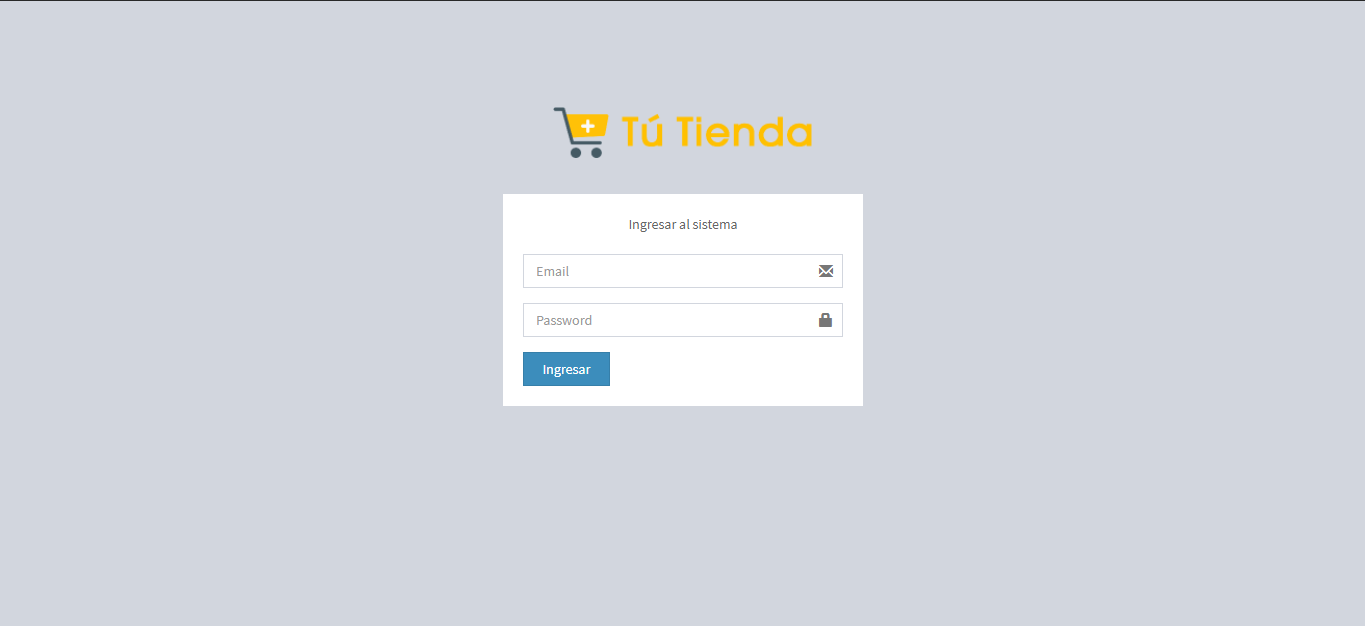 Tú Tienda
Ingresar al sistema
Email
Password
Ingresar